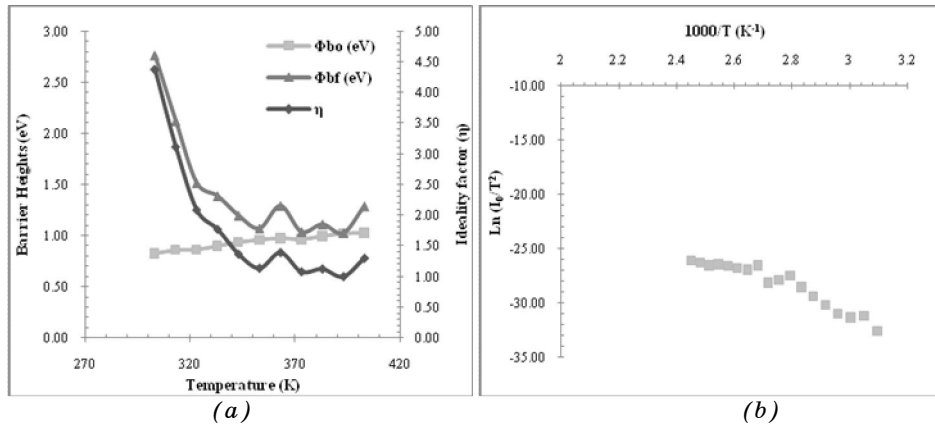 3.00
2.50
2.00
1.50
1.00
0.50
0.00
Barrier Heights (eV)
Φbo (eV)
Φbf (eV)
η
5.00
4.50
4.00
3.50
3.00
2.50
2.00
1.50
1.00
0.50
0.00
Ideality factor (η)
270 320 370 420
Temperature (K)
(a)
1000/T (K-1)
2 2.2 2.4 2.6 2.8 3 3.2
-10.00
-15.00
-20.00
-25.00
-30.00
-35.00
Ln (I0/T2)
(b)